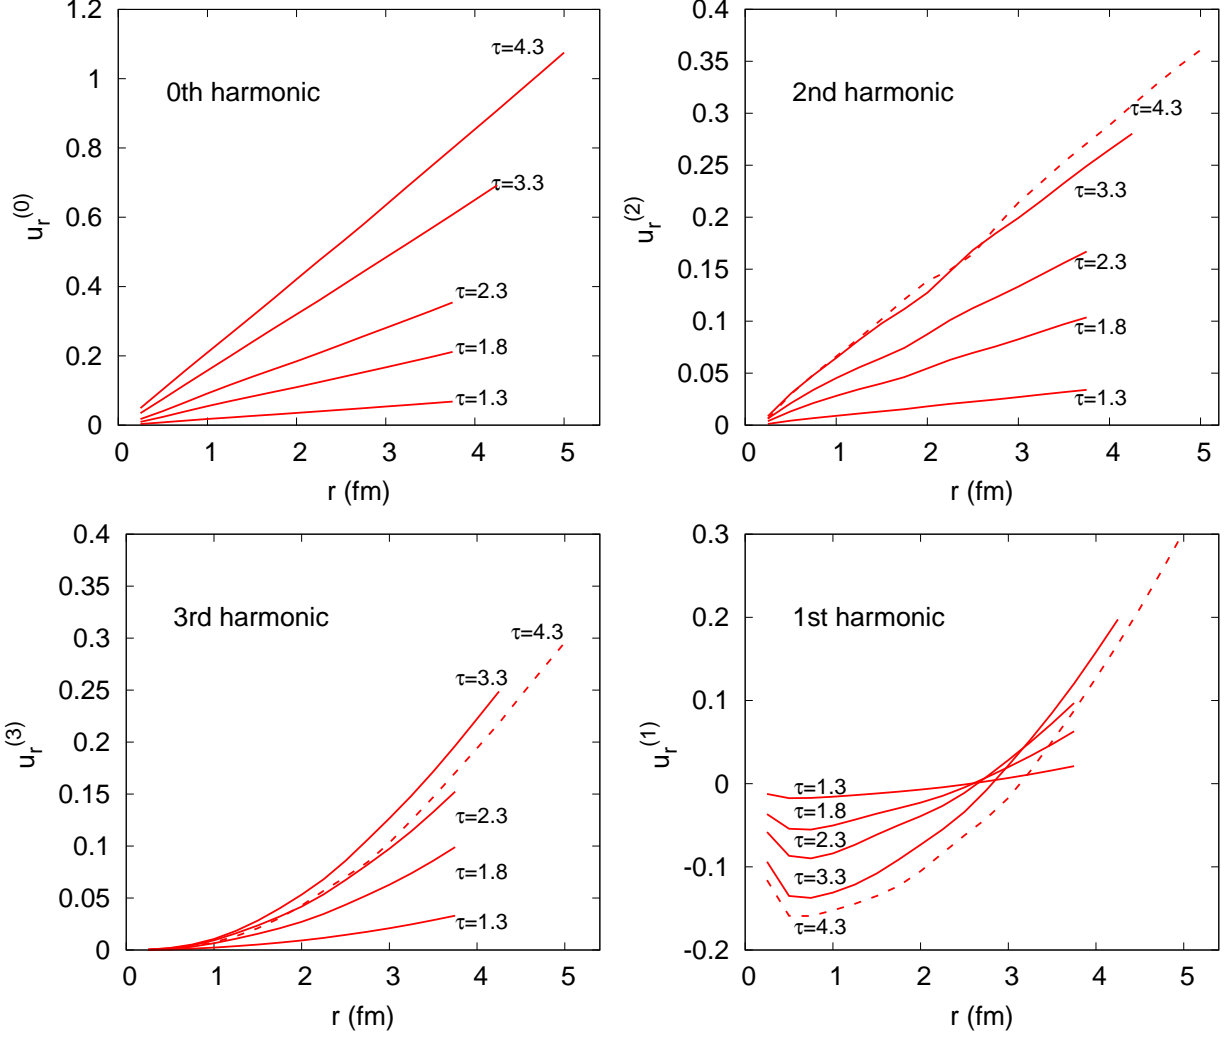 1.2
1
0.8
0.6
0.4
0.2
0
0 1 2 3 4 5
r (fm)
u_r^(0)
0th harmonic
τ=4.3
τ=3.3
τ=2.3
τ=1.8
τ=1.3
0.4
0.35
0.3
0.25
0.2
0.15
0.1
0.05
0
0 1 2 3 4 5
r (fm)
u_r^(2)
2nd harmonic
τ=4.3
τ=3.3
τ=2.3
τ=1.8
τ=1.3
0.4
0.35
0.3
0.25
0.2
0.15
0.1
0.05
0
0 1 2 3 4 5
r (fm)
u_r^(3)
3rd harmonic
τ=4.3
τ=3.3
τ=2.3
τ=1.8
τ=1.3
0.3
0.2
0.1
0
-0.1
-0.2
0 1 2 3 4 5
r (fm)
u_r^(1)
1st harmonic
τ=1.3
τ=1.8
τ=2.3
τ=3.3
τ=4.3